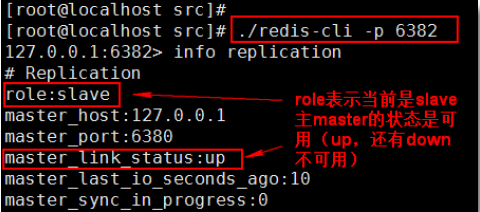 [root@localhost src]#
[root@localhost src]# ./redis-cli -p 6382
127.0.0.1:6382> info replication
# Replication
role:slave
master_host:127.0.0.1
master_port:6380
master_link_status:up
master_last_io_seconds_ago:10
master_sync_in_progress:0
role表示当前是slave
主master的状态是可
用（up，还有down
不可用）